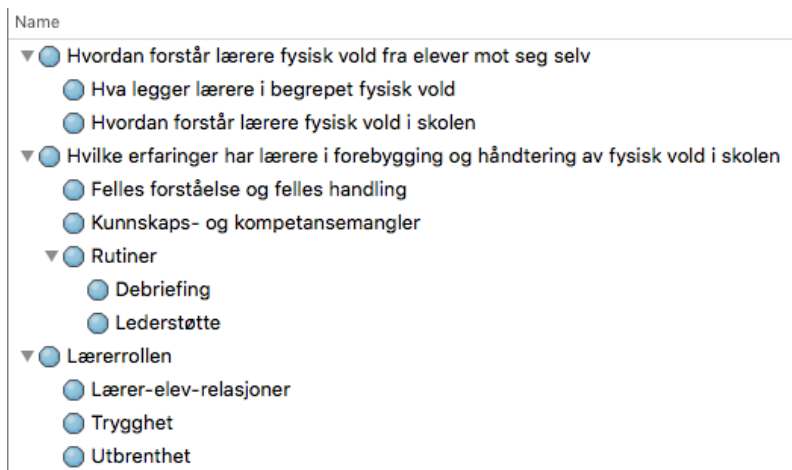 Name
Hvordan forstår lærere fysisk vold fra elever mot seg selv
Hva legger lærere i begrepet fysisk vold
Hvordan forstår lærere fysisk vold i skolen
Hvilke erfaringer har lærere i forebygging og håndtering av fysisk vold i skolen
Felles forståelse og felles handling
Kunnskaps- og kompetansemangler
Rutiner
Debriefing
Lederstøtte
Lærerrollen
Lærer-elev-relasjoner
Trygghet
Utbrenthet